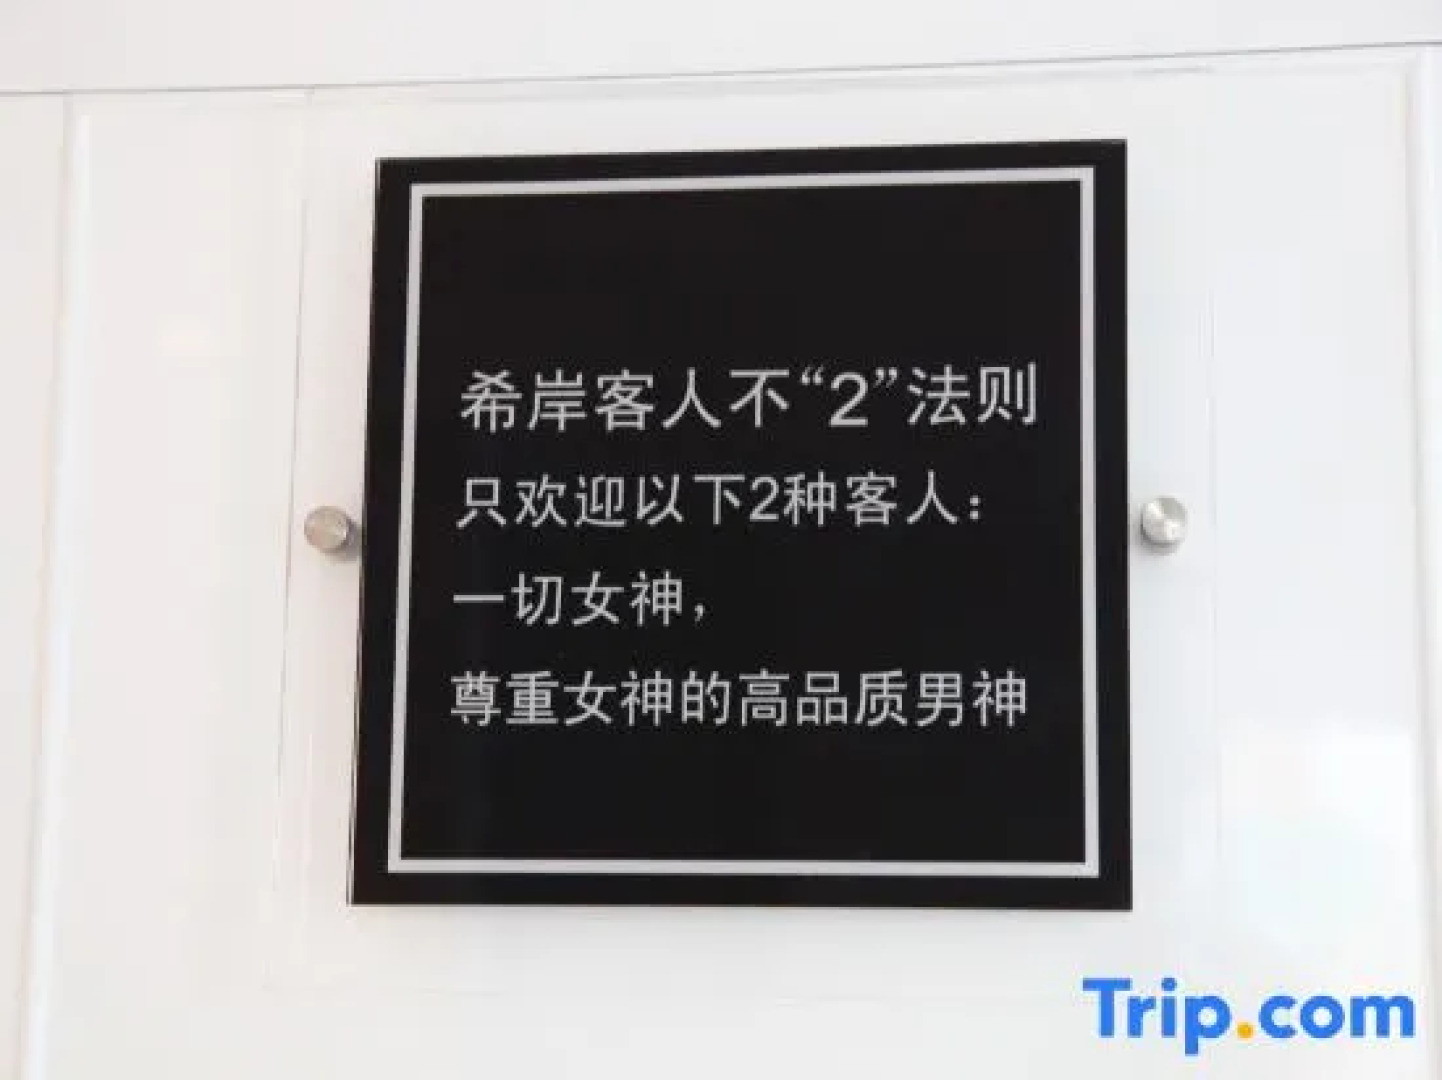 希岸客人不“2”法则
只欢迎以下2种客人：
一切女神，
尊重女神的高品质男神
Trip.com